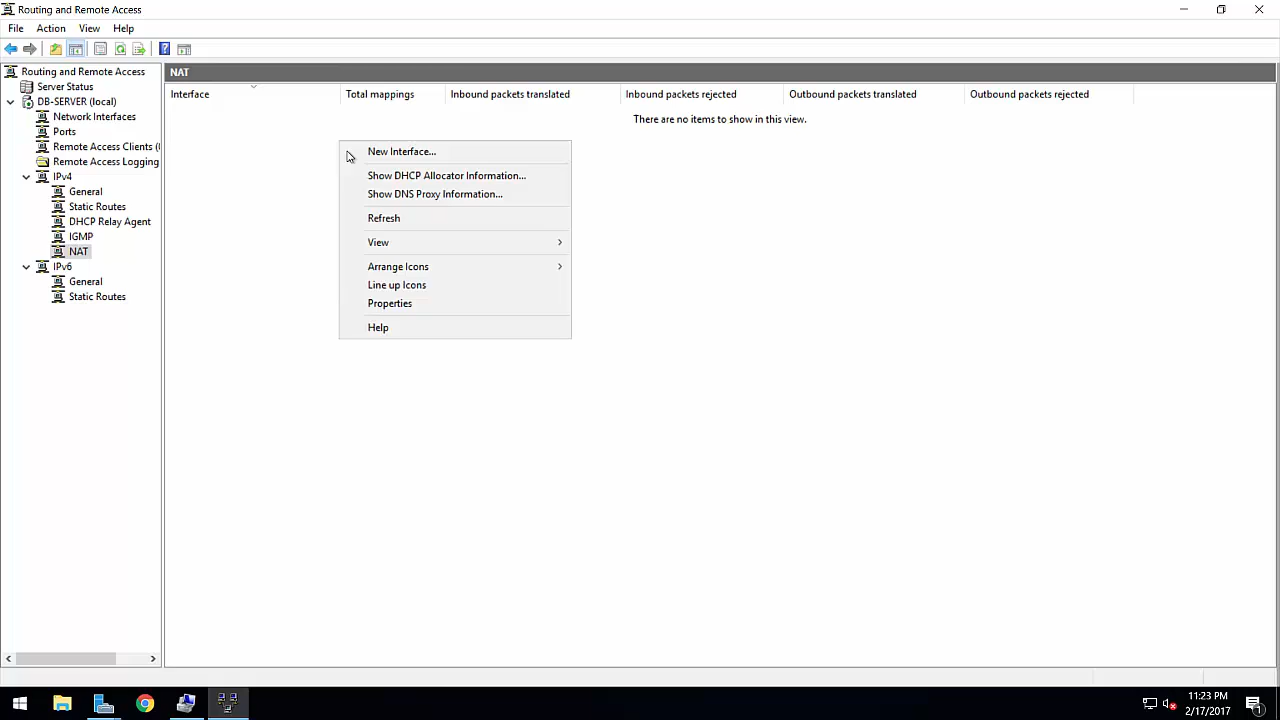 Routing and Remote Access
File Action View Help
Routing and Remote Access
Server Status
DB-SERVER (local)
Network Interfaces
Ports
Remote Access Clients (
Remote Access Logging
IPv4
General
Static Routes
DHCP Relay Agent
IGMP
NAT
IPv6
General
Static Routes
NAT
Interface Total mappings Inbound packets translated Inbound packets rejected Outbound packets translated Outbound packets rejected
There are no items to show in this view.
New Interface...
Show DHCP Allocator Information...
Show DNS Proxy Information...
Refresh
View
Arrange Icons
Line up Icons
Properties
Help
11:23 PM
2/17/2017
1